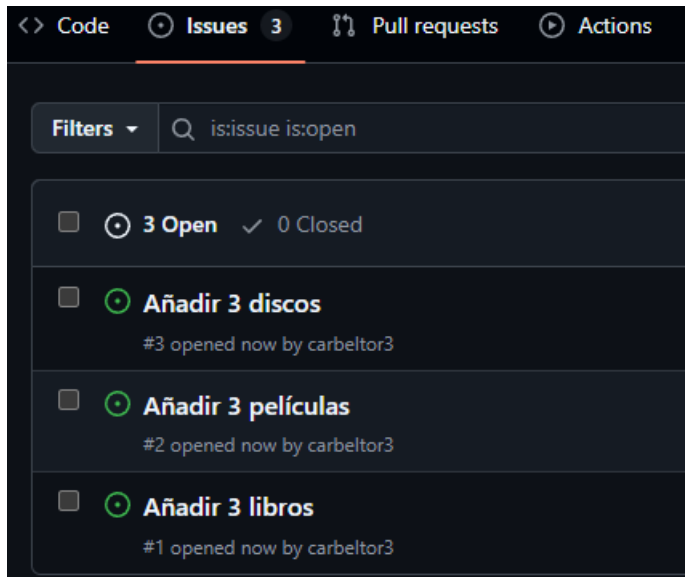 Code Issues 3 Pull requests Actions
Filters is:issue is:open
3 Open 0 Closed
Añadir 3 discos
#3 opened now by carbeltor3
Añadir 3 películas
#2 opened now by carbeltor3
Añadir 3 libros
#1 opened now by carbeltor3